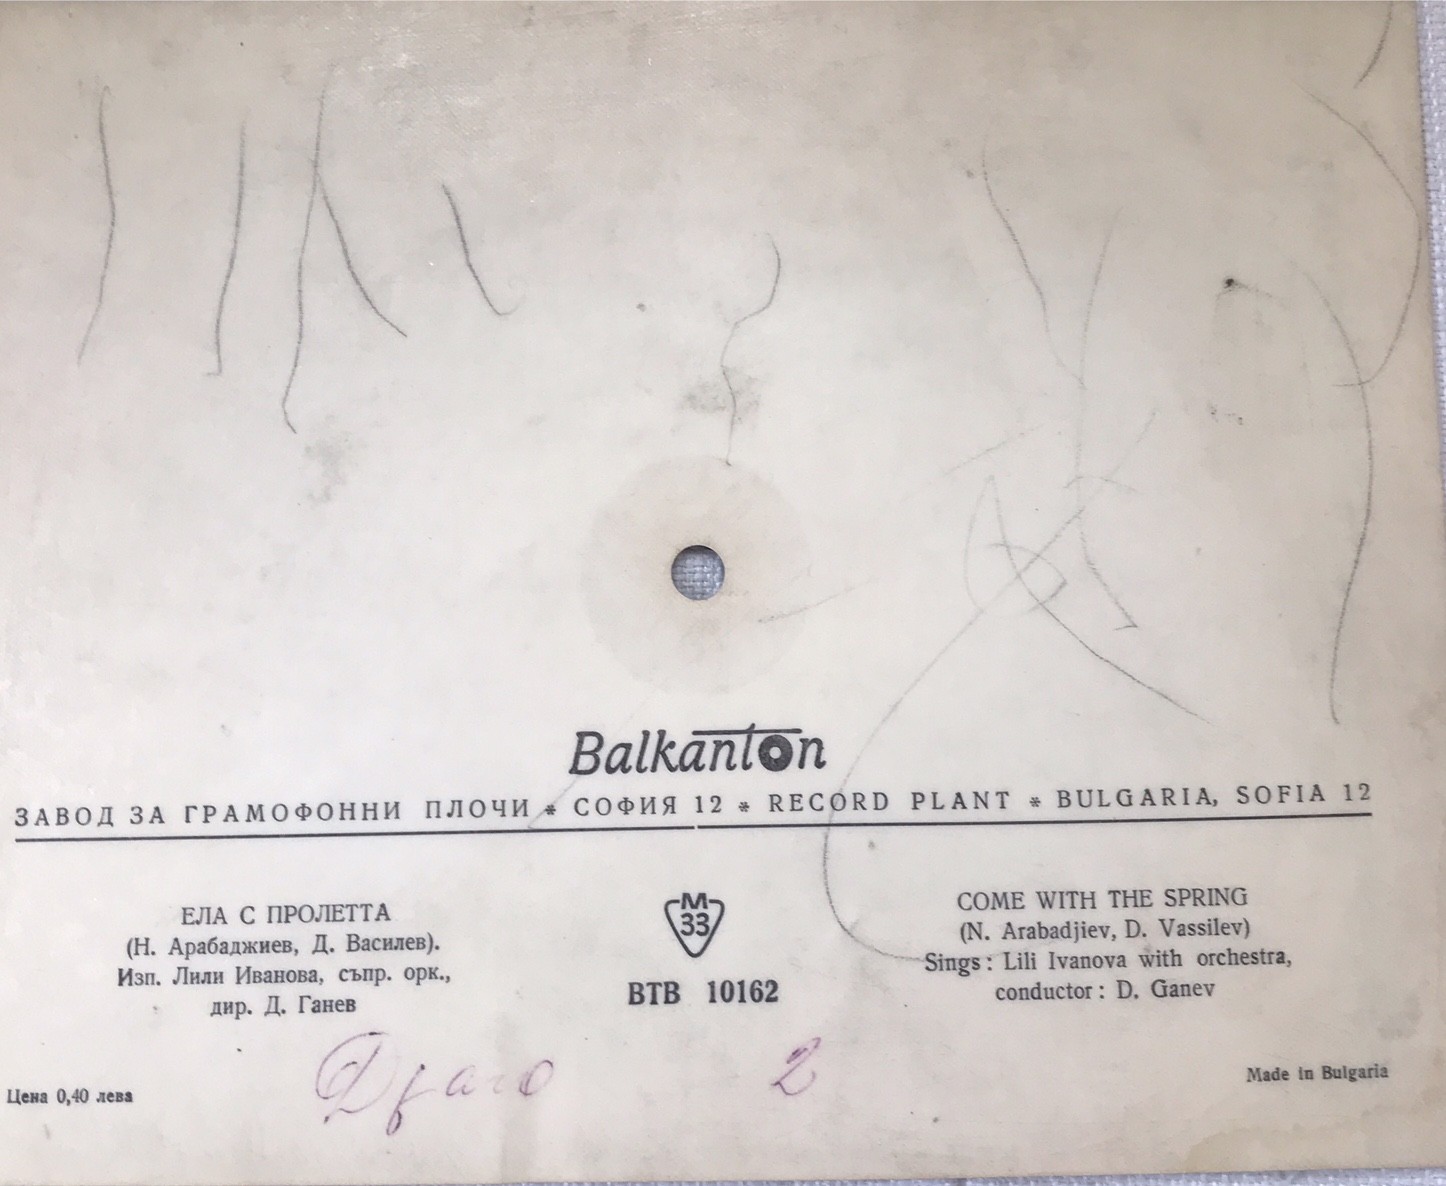 Balkanton
ЗАВОД ЗА ГРАМОФОННИ ПЛОЧИ * СОФИЯ 12 * RECORD PLANT * BULGARIA, SOFIA 12
ЕЛА С ПРОЛЕТТА
(Н. Арабаджиев, Д. Василев).
Изп. Лили Иванова, съпр. орк.,
дир. Д. Ганев
М
33
ВТВ 10162
COME WITH THE SPRING
(N. Arabadjiev, D. Vassilev)
Sings: Lili Ivanova with orchestra,
conductor: D. Ganev
Драго 2
Цена 0,40 лева
Made in Bulgaria